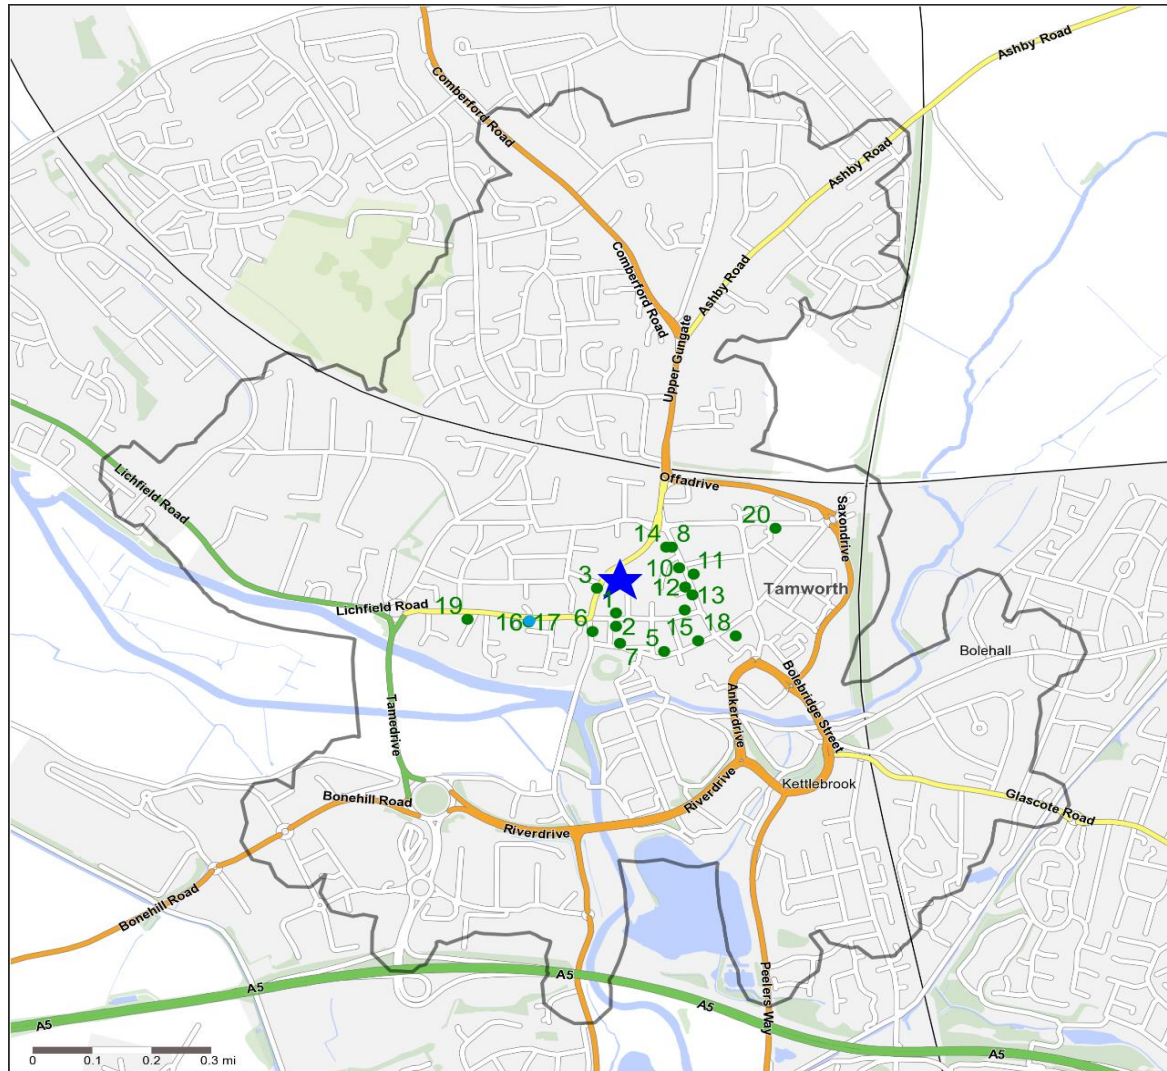 Ashby Road
Comberford Road
Ashby Road
Comberford Road
Ashby Road
Upper Gungate
Lichfield Road
Offadrive
Saxondrive
20
14 8
10 11
3
12 13
Tamworth
1
Lichfield Road
19
16 17
6
2
15 18
5
7
Bolehall
Tamedrive
Ankerdrive
Bolebridge Street
Kettlebrook
Bonehill Road
Riverdrive
Riverdrive
Glascote Road
Bonehill Road
Peelers Way
A5
A5
A5
A5
A5
0 0.1 0.2 0.3 mi